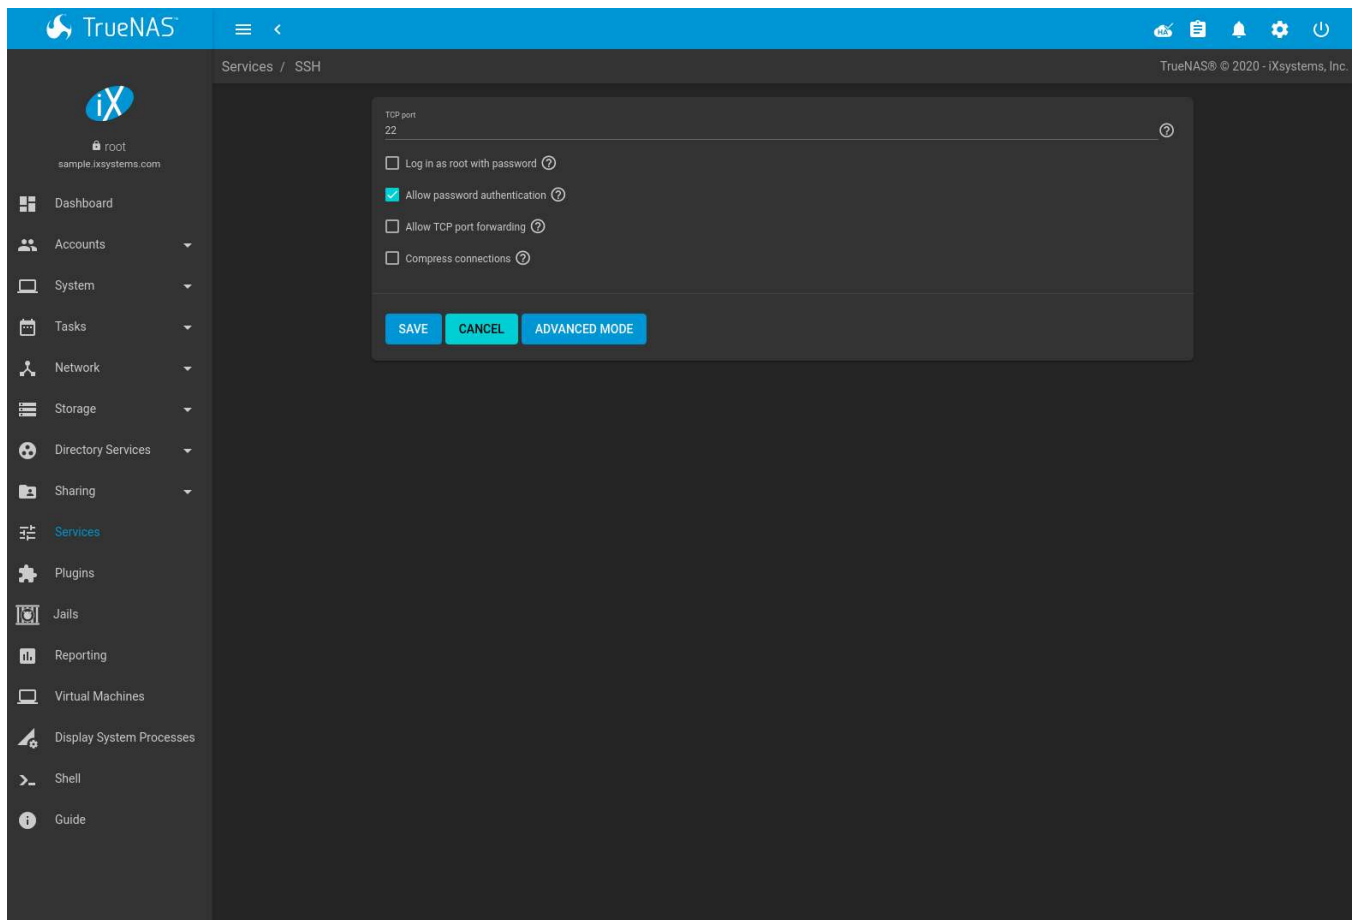 TrueNAS™
HA
Services / SSH
TrueNAS® © 2020 - iXsystems, Inc.
iX
root
sample.ixsystems.com
Dashboard
Accounts
System
Tasks
Network
Storage
Directory Services
Sharing
Services
Plugins
Jails
Reporting
Virtual Machines
Display System Processes
Shell
Guide
TCP port
22
Log in as root with password
Allow password authentication
Allow TCP port forwarding
Compress connections
SAVE CANCEL ADVANCED MODE